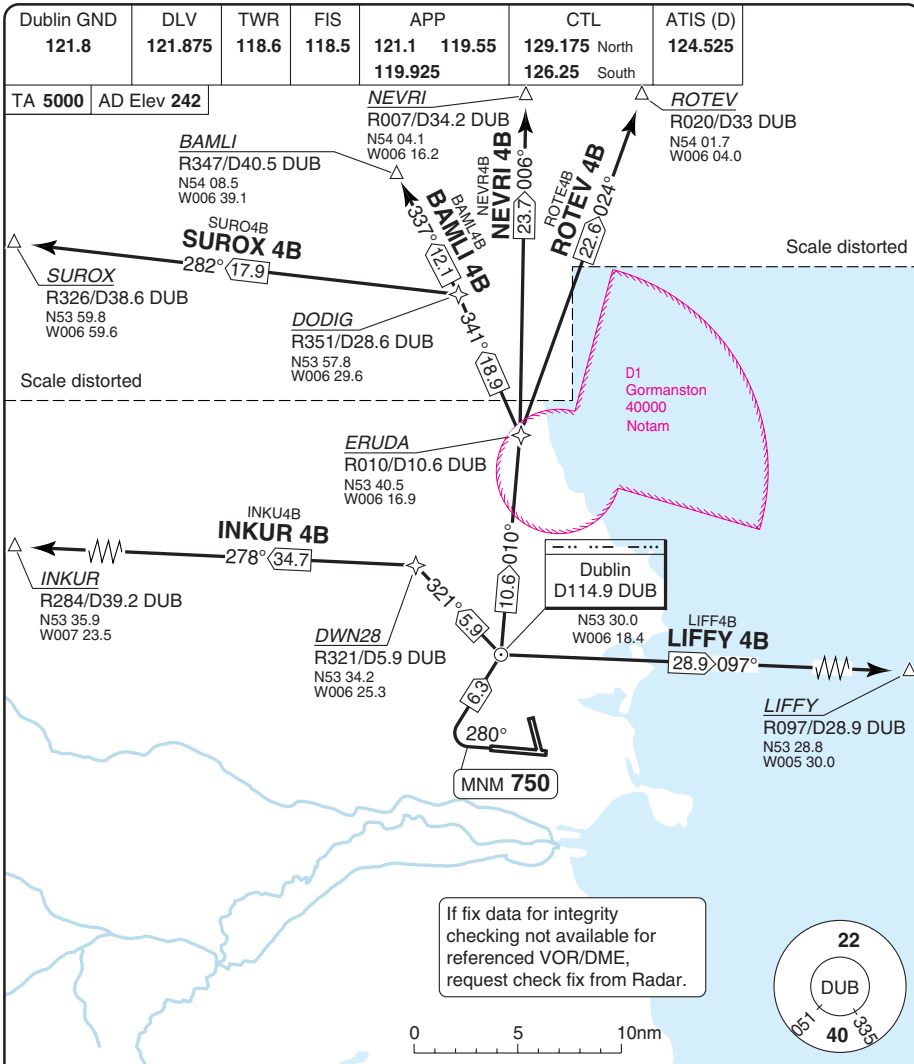 Dublin GND
121.8
DLV
121.875
TWR
118.6
FIS
118.5
APP
121.1 119.55
119.925
CTL
129.175 North
126.25 South
ATIS (D)
124.525
TA 5000
AD Elev 242
NEVRI
R007/D34.2 DUB
N54 04.1
W006 16.2
ROTEV
R020/D33 DUB
N54 01.7
W006 04.0
BAMLI
R347/D40.5 DUB
N54 08.5
W006 39.1
NEVR4B
NEVRI 4B
23.7 006°
ROTE4B
ROTEV 4B
22.6 024°
BAML4B
BAMLI 4B
337° 12.1
SURO4B
SUROX 4B
282° 17.9
Scale distorted
SUROX
R326/D38.6 DUB
N53 59.8
W006 59.6
DODIG
R351/D28.6 DUB
N53 57.8
W006 29.6
341° 18.9
Scale distorted
D1
Gormanston
40000
Notam
ERUDA
R010/D10.6 DUB
N53 40.5
W006 16.9
INKU4B
INKUR 4B
278° 34.7
10.6 010°
INKUR
R284/D39.2 DUB
N53 35.9
W007 23.5
321° 5.9
Dublin
D114.9 DUB
N53 30.0
W006 18.4
DWN28
R321/D5.9 DUB
N53 34.2
W006 25.3
LIFF4B
LIFFY 4B
28.9 097°
LIFFY
R097/D28.9 DUB
N53 28.8
W005 30.0
6.3
280°
MNM 750
If fix data for integrity
checking not available for
referenced VOR/DME,
request check fix from Radar.
22
DUB
051
335
40
0 5 10nm